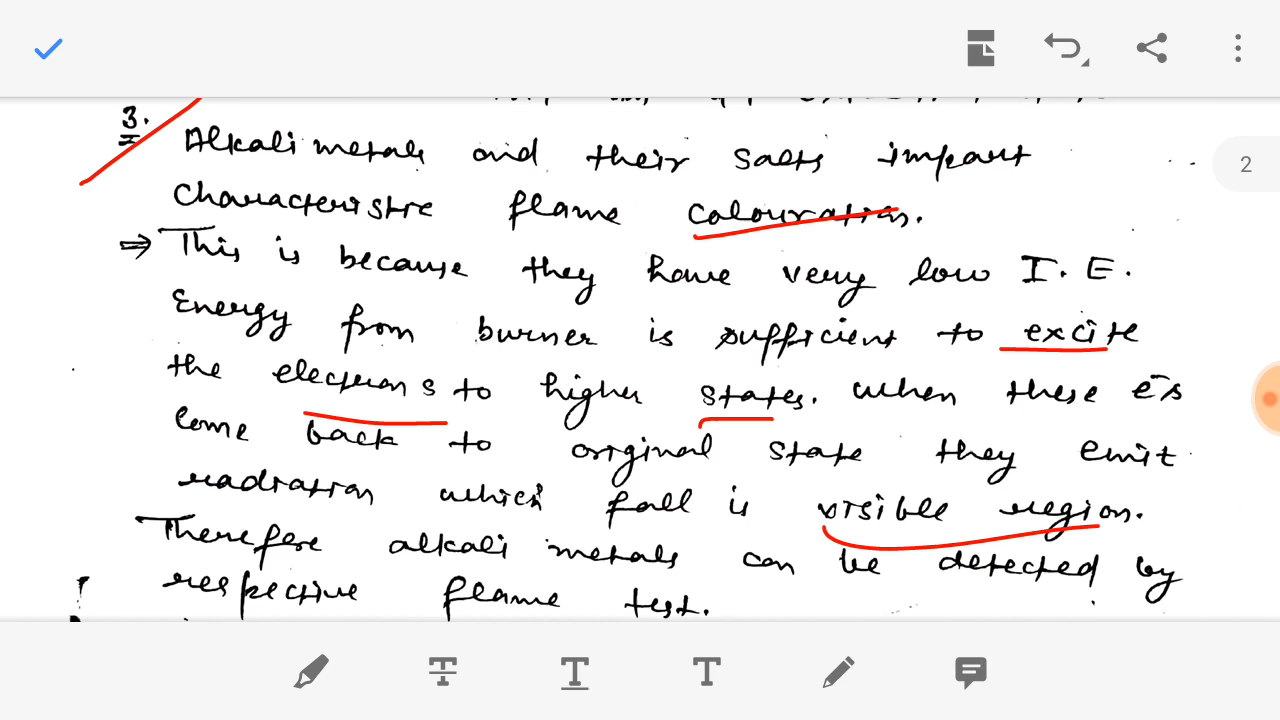 3.
Alkali metals and their salts impart
Characteristic flame colouration.
⇒ This is because they have very low I.E.
Energy from burner is sufficient to excite
the electrons to higher states. when these e⁻s
come back to original state they emit
radiation which fall is visible region.
Therefore alkali metals can be detected by
respective flame test.
2
T
T
T